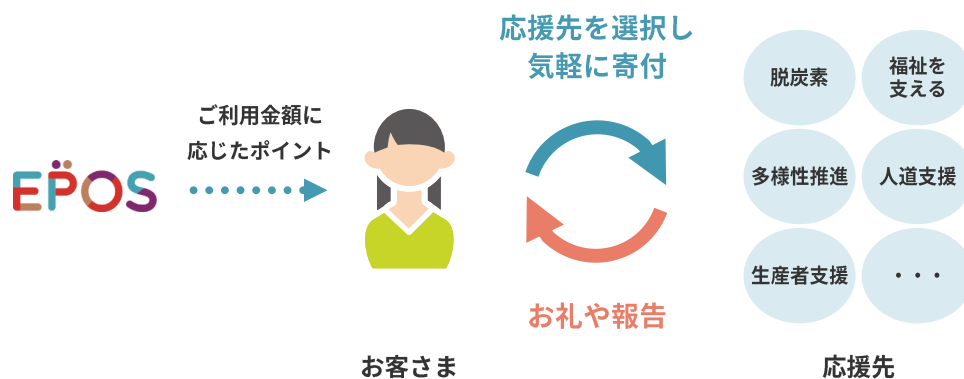 応援先を選択し
気軽に寄付
ご利用金額に
応じたポイント
EPOS
お礼や報告
お客さま
脱炭素
福祉を
支える
多様性推進
人道支援
生産者支援
・・・
応援先